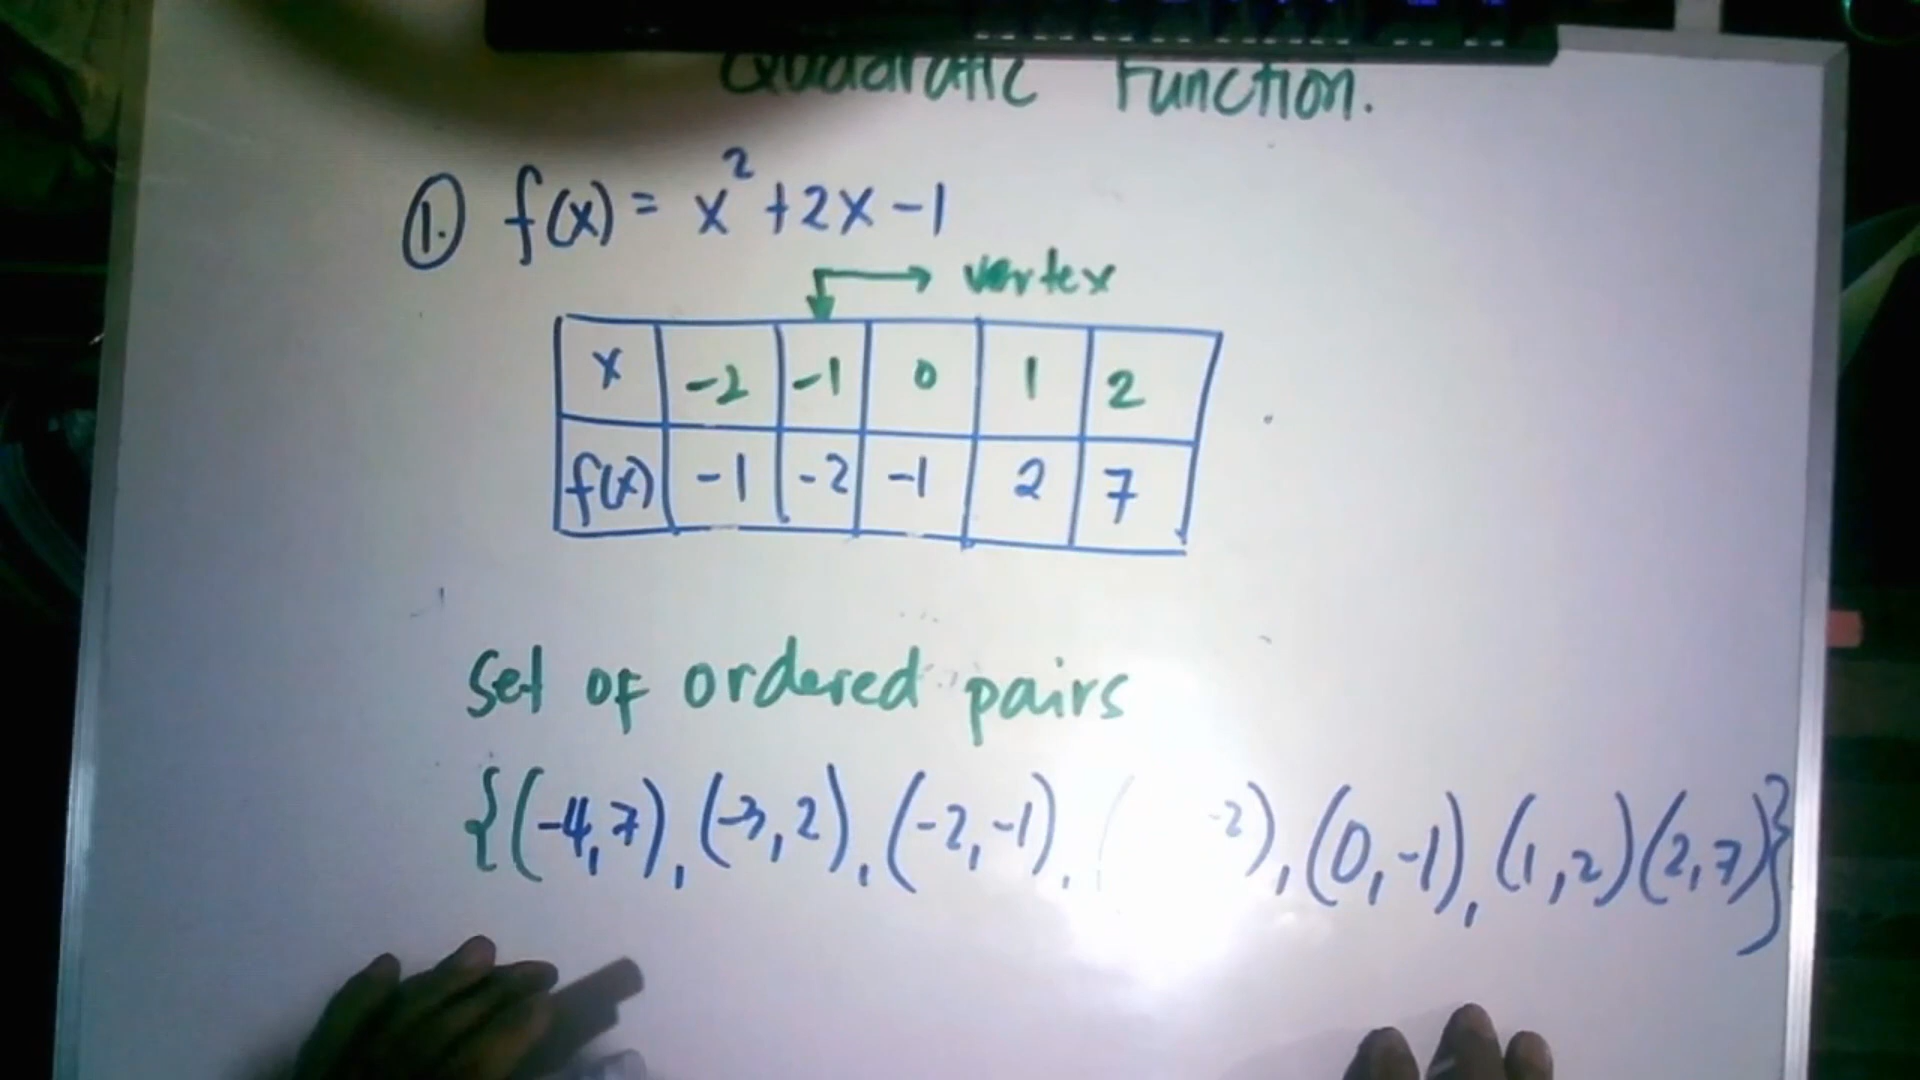 Quadratic Function.
1. f(x) = x² + 2x - 1
vertex
x -2 -1 0 1 2
f(x) -1 -2 -1 2 7
Set of ordered pairs
{(-4,7), (-3,2), (-2,-1), ( -2), (0,-1), (1,2)(2,7)}